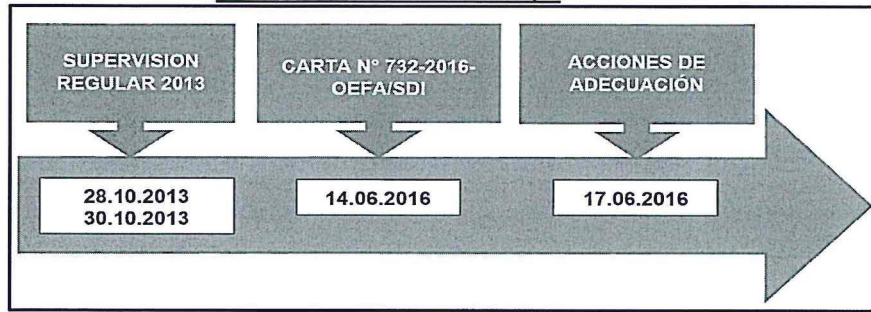 SUPERVISION
REGULAR 2013
CARTA N° 732-2016-
OEFA/SDI
ACCIONES DE
ADECUACIÓN
28.10.2013
30.10.2013
14.06.2016
17.06.2016